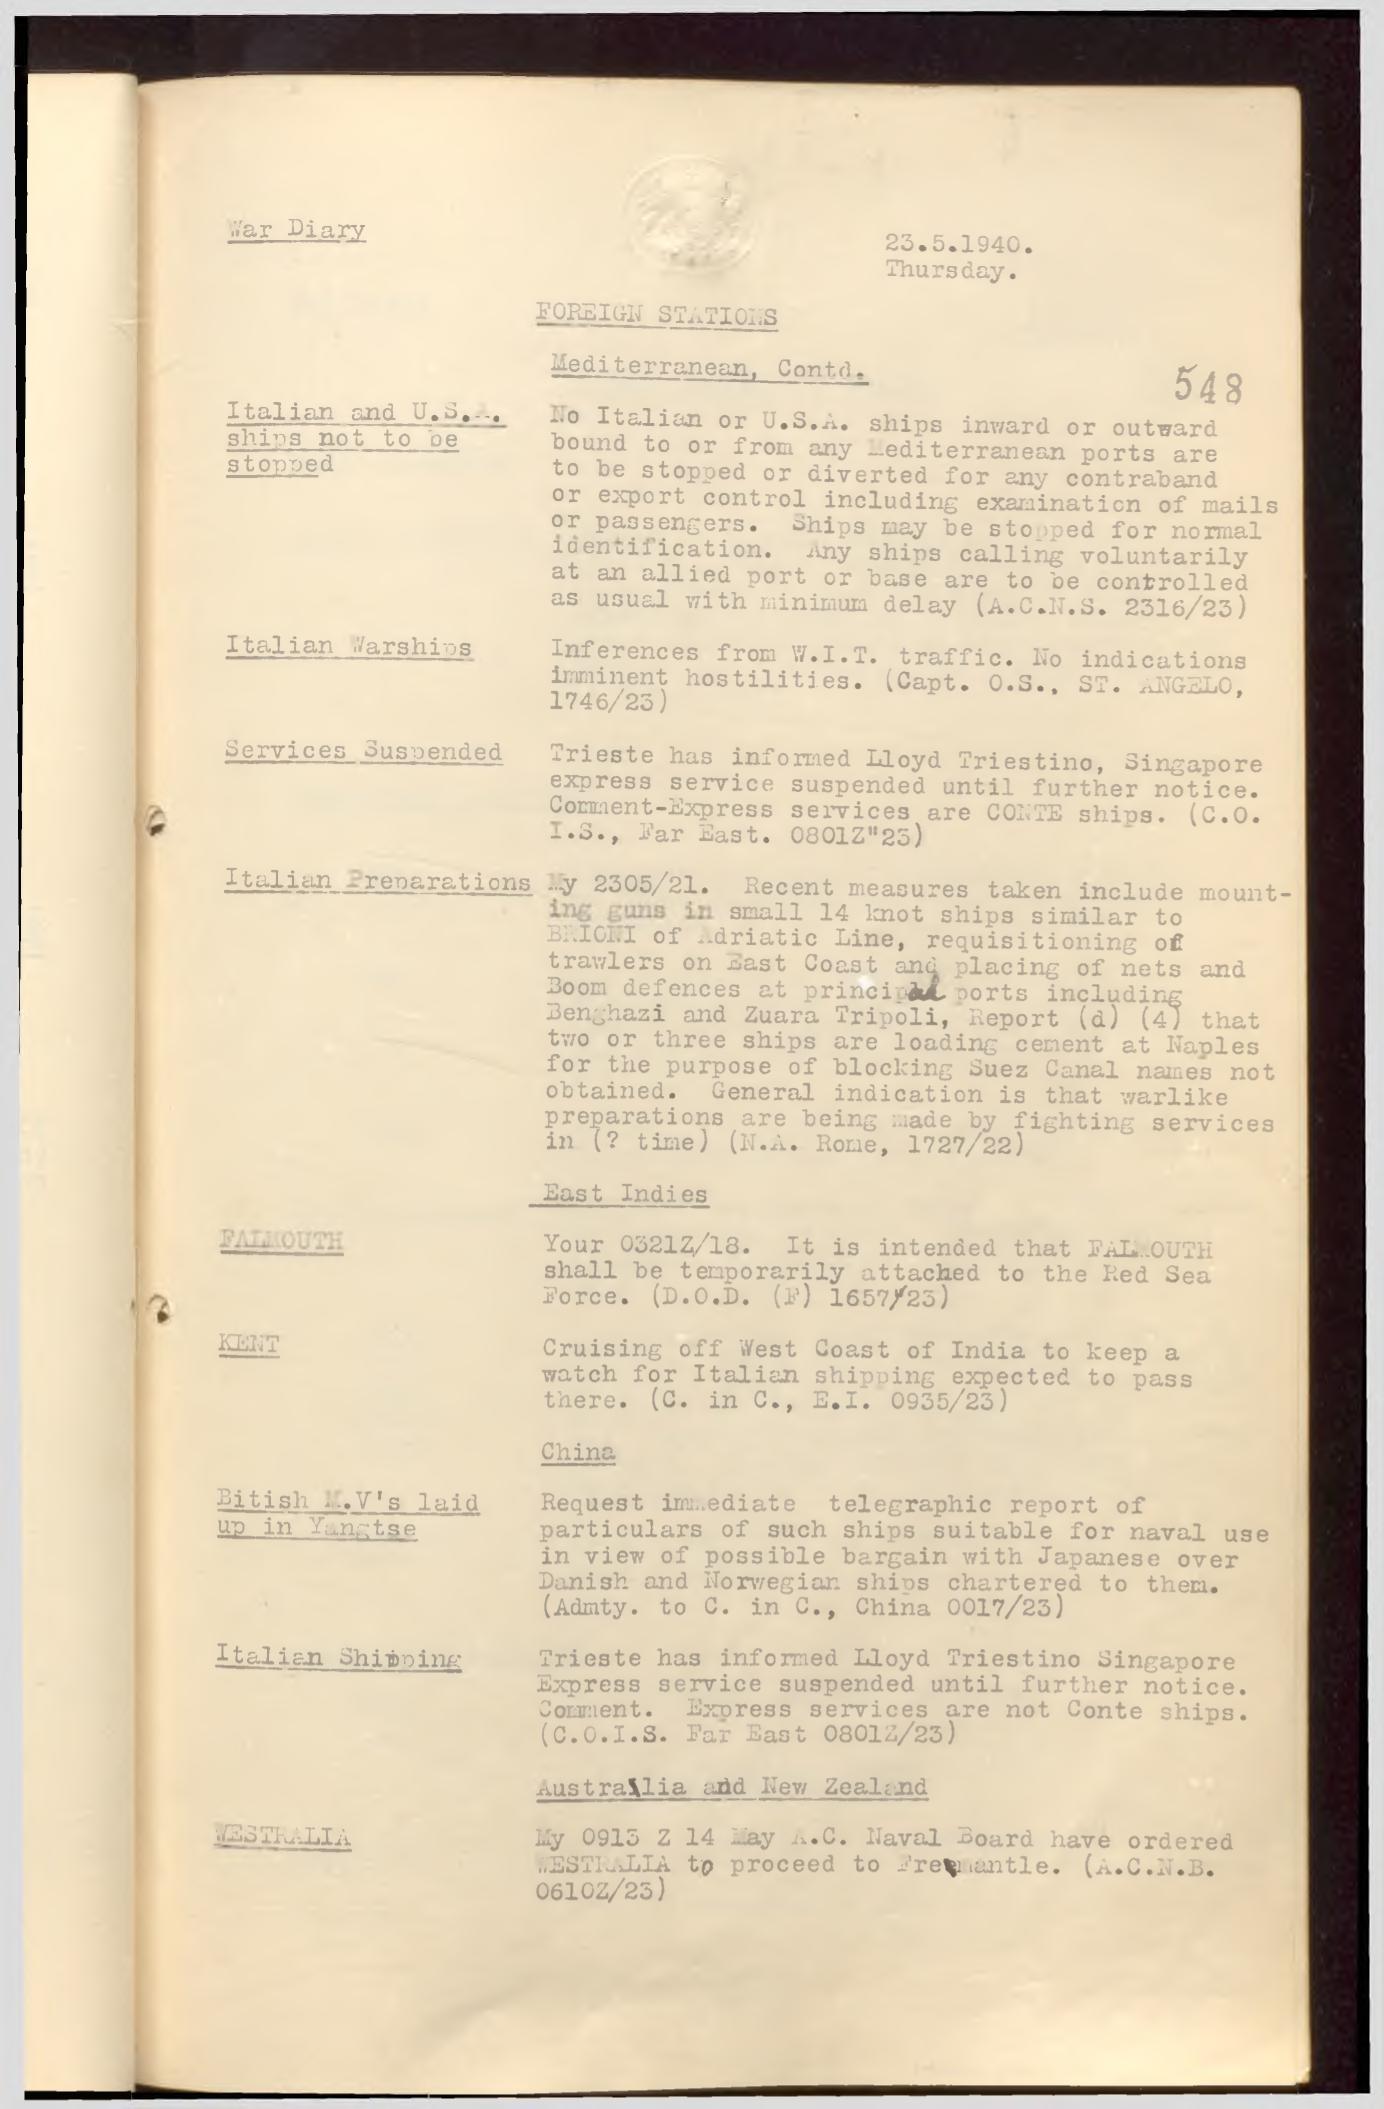 War Diary
23.5.1940.
Thursday.
FOREIGN STATIONS
Mediterranean, Contd.
548
Italian and U.S.A.
ships not to be
stopped
No Italian or U.S.A. ships inward or outward
bound to or from any Mediterranean ports are
to be stopped or diverted for any contraband
or export control including examination of mails
or passengers.  Ships may be stopped for normal
identification.  Any ships calling voluntarily
at an allied port or base are to be controlled
as usual with minimum delay (A.C.N.S. 2316/23)
Italian Warships
Inferences from W.I.T. traffic. No indications
imminent hostilities. (Capt. O.S., ST. ANGELO,
1746/23)
Services Suspended
Trieste has informed Lloyd Triestino, Singapore
express service suspended until further notice.
Comment-Express services are CONTE ships. (C.O.
I.S., Far East. 0801Z"23)
Italian Preparations
My 2305/21.  Recent measures taken include mount-
ing guns in small 14 knot ships similar to
BRIONI of Adriatic Line, requisitioning of
trawlers on East Coast and placing of nets and
Boom defences at principal ports including
Benghazi and Zuara Tripoli, Report (d) (4) that
two or three ships are loading cement at Naples
for the purpose of blocking Suez Canal names not
obtained.  General indication is that warlike
preparations are being made by fighting services
in (? time) (N.A. Rome, 1727/22)
East Indies
FALMOUTH
Your 0321Z/18.  It is intended that FALMOUTH
shall be temporarily attached to the Red Sea
Force. (D.O.D. (F) 1657/23)
KENT
Cruising off West Coast of India to keep a
watch for Italian shipping expected to pass
there. (C. in C., E.I. 0935/23)
China
Bitish M.V's laid
up in Yangtse
Request immediate  telegraphic report of
particulars of such ships suitable for naval use
in view of possible bargain with Japanese over
Danish and Norwegian ships chartered to them.
(Admty. to C. in C., China 0017/23)
Italian Shipping
Trieste has informed Lloyd Triestino Singapore
Express service suspended until further notice.
Comment.  Express services are not Conte ships.
(C.O.I.S. Far East 0801Z/23)
Australia and New Zealand
WESTRALIA
My 0913 Z 14 May A.C. Naval Board have ordered
WESTRALIA to proceed to Fremantle. (A.C.N.B.
0610Z/23)